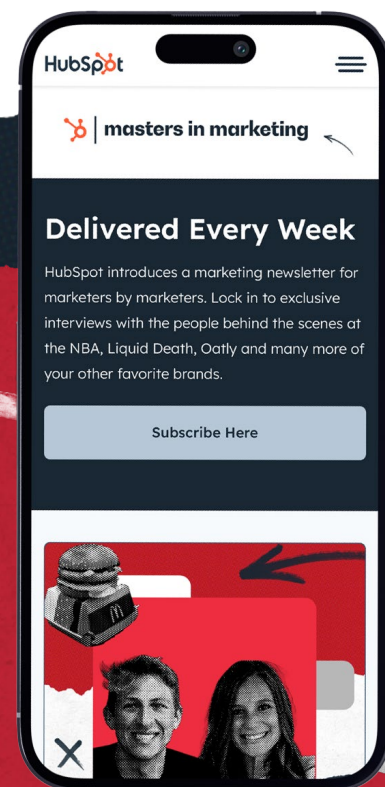 HubSpot
masters in marketing
Delivered Every Week
HubSpot introduces a marketing newsletter for
marketers by marketers. Lock in to exclusive
interviews with the people behind the scenes at
the NBA, Liquid Death, Oatly and many more of
your other favorite brands.
Subscribe Here